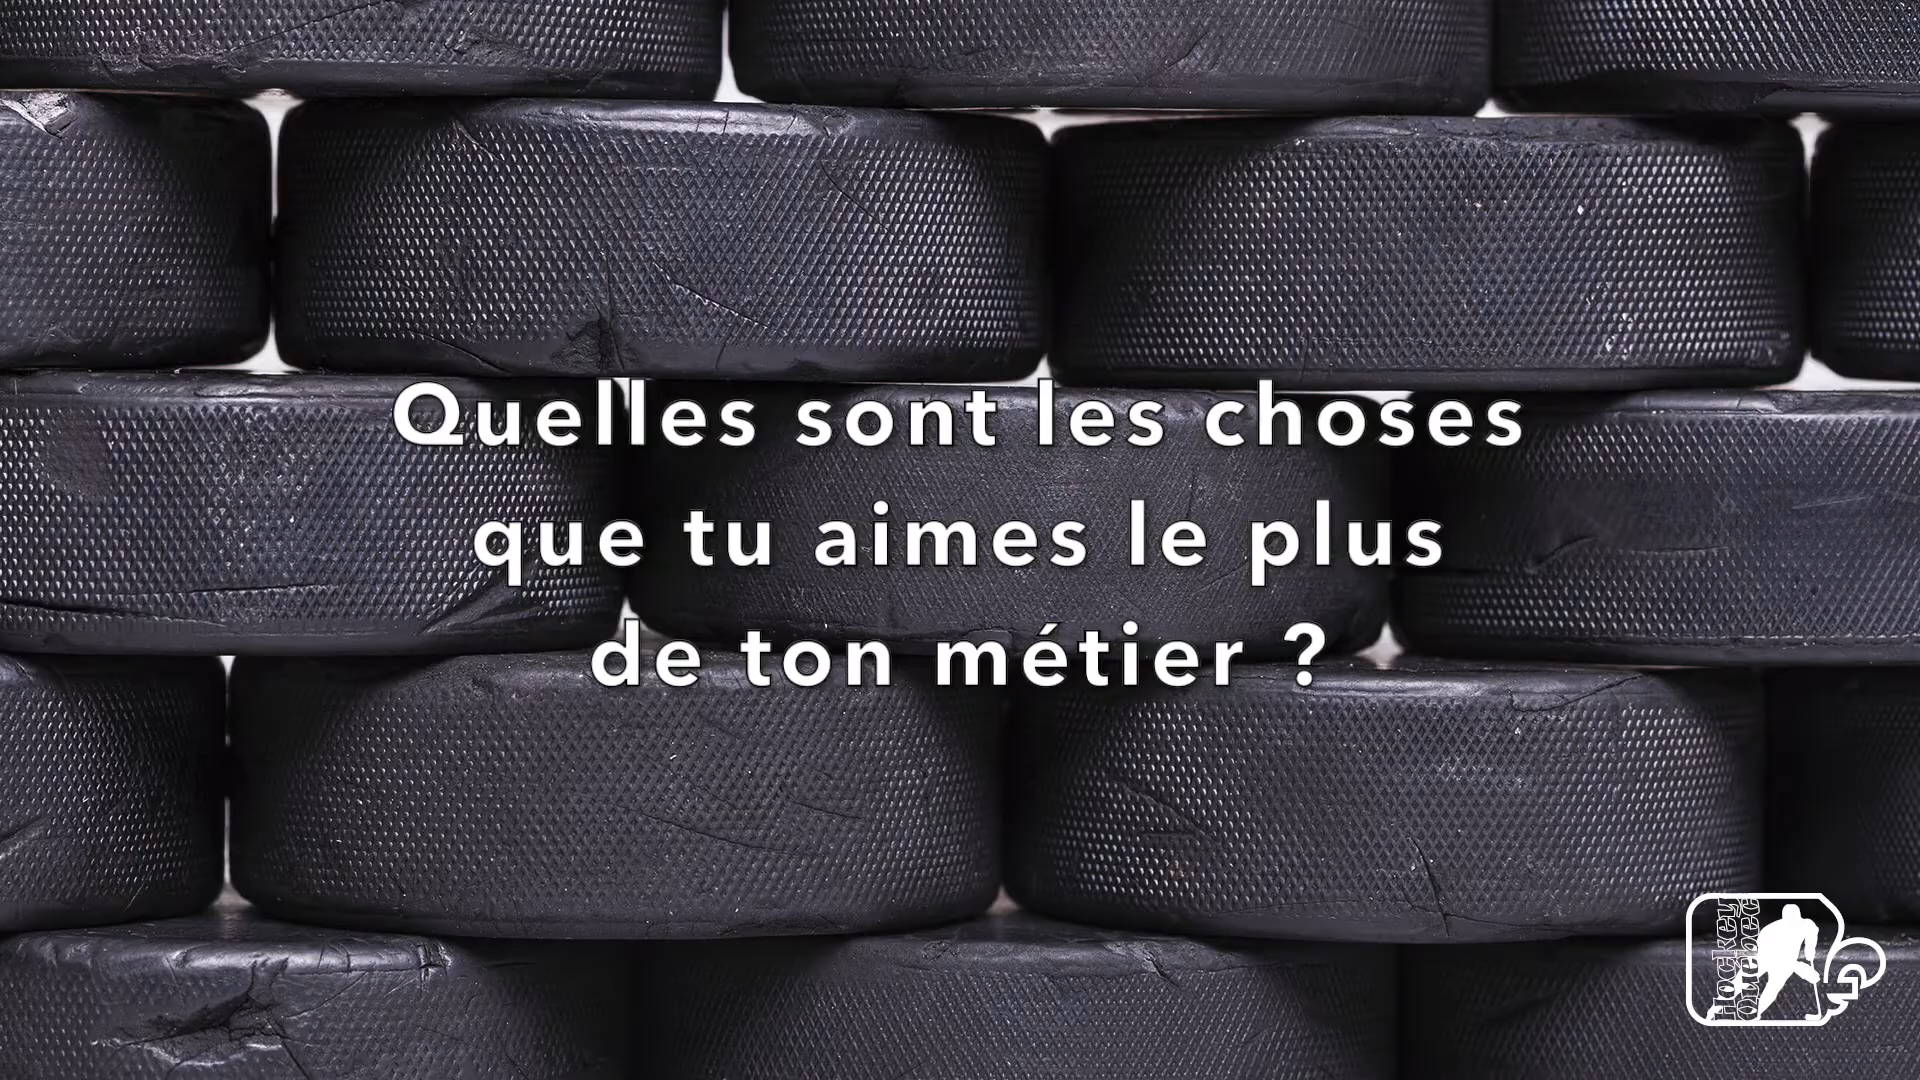 Quelles sont les choses
que tu aimes le plus
de ton métier ?
Hockey
Québec